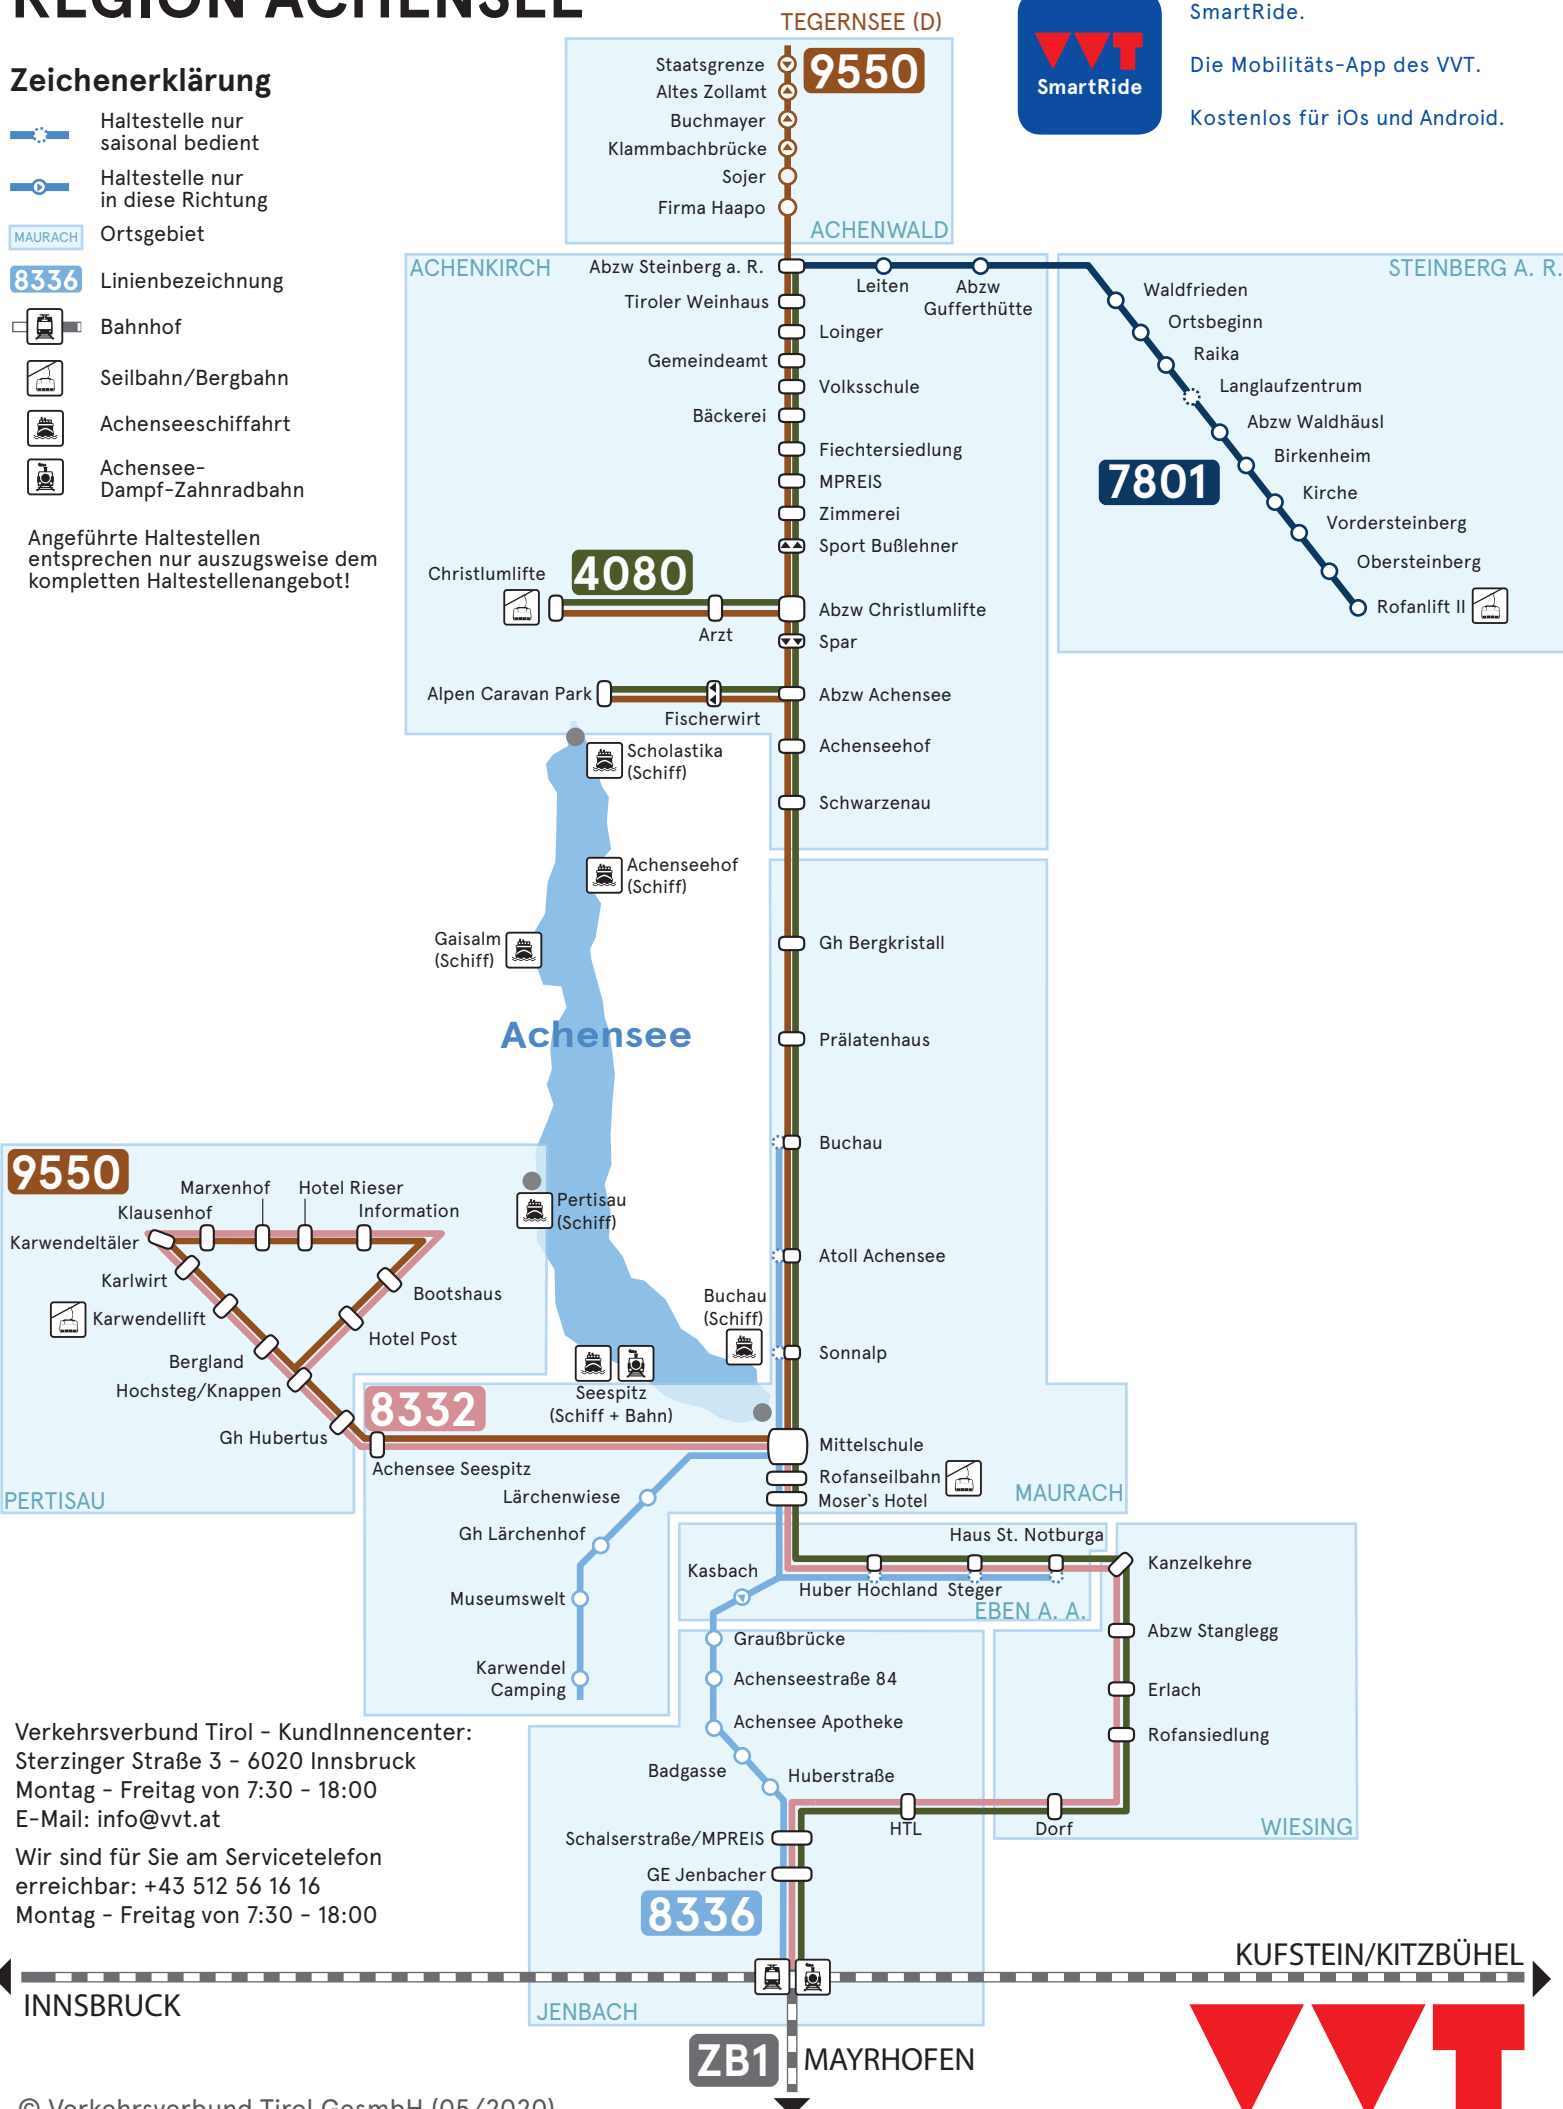 REGION ACHENSEE
Zeichenerklärung
Haltestelle nur
saisonal bedient
Haltestelle nur
in diese Richtung
MAURACH
Ortsgebiet
8336
Linienbezeichnung
Bahnhof
Seilbahn/Bergbahn
Achenseeschiffahrt
Achensee-
Dampf-Zahnradbahn
Angeführte Haltestellen
entsprechen nur auszugsweise dem
kompletten Haltestellenangebot!
TEGERNSEE (D)
9550
Staatsgrenze
Altes Zollamt
Buchmayer
Klammbachbrücke
Sojer
Firma Haapo
ACHENWALD
VVT
SmartRide
SmartRide.
Die Mobilitäts-App des VVT.
Kostenlos für iOs und Android.
ACHENKIRCH
Abzw Steinberg a. R.
Leiten
Abzw
Gufferthütte
STEINBERG A. R.
Waldfrieden
Ortsbeginn
Raika
Langlaufzentrum
Abzw Waldhäusl
Birkenheim
Kirche
Vordersteinberg
Obersteinberg
Rofanlift II
7801
Tiroler Weinhaus
Loinger
Gemeindeamt
Volksschule
Bäckerei
Fiechtersiedlung
MPREIS
Zimmerei
Sport Bußlehner
4080
Christlumlifte
Arzt
Abzw Christlumlifte
Spar
Alpen Caravan Park
Fischerwirt
Abzw Achensee
Achenseehof
Schwarzenau
Scholastika
(Schiff)
Achenseehof
(Schiff)
Gaisalm
(Schiff)
Achensee
Gh Bergkristall
Prälatenhaus
Buchau
Atoll Achensee
Sonnalp
Pertisau
(Schiff)
Buchau
(Schiff)
Seespitz
(Schiff + Bahn)
9550
Marxenhof
Hotel Rieser
Klausenhof
Information
Karwendeltäler
Karlwirt
Karwendellift
Bergland
Hochsteg/Knappen
Gh Hubertus
Bootshaus
Hotel Post
PERTISAU
8332
Achensee Seespitz
Mittelschule
Rofanseilbahn
Moser`s Hotel
MAURACH
Lärchenwiese
Gh Lärchenhof
Museumswelt
Karwendel
Camping
Haus St. Notburga
Kasbach
Huber Hochland
Steger
EBEN A. A.
Kanzelkehre
Abzw Stanglegg
Erlach
Rofansiedlung
WIESING
Graußbrücke
Achenseestraße 84
Achensee Apotheke
Badgasse
Huberstraße
HTL
Dorf
Schalserstraße/MPREIS
GE Jenbacher
8336
JENBACH
Verkehrsverbund Tirol - KundInnencenter:
Sterzinger Straße 3 - 6020 Innsbruck
Montag - Freitag von 7:30 - 18:00
E-Mail: info@vvt.at
Wir sind für Sie am Servicetelefon
erreichbar: +43 512 56 16 16
Montag - Freitag von 7:30 - 18:00
INNSBRUCK
KUFSTEIN/KITZBÜHEL
ZB1
MAYRHOFEN
VVT
© Verkehrsverbund Tirol GesmbH (05/2020)